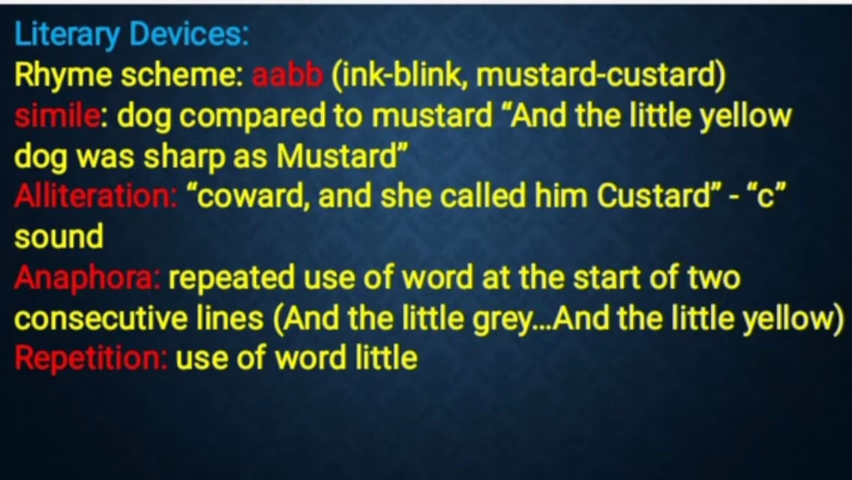 Literary Devices:
Rhyme scheme: aabb (ink-blink, mustard-custard)
simile: dog compared to mustard “And the little yellow
dog was sharp as Mustard”
Alliteration: “coward, and she called him Custard” - “c”
sound
Anaphora: repeated use of word at the start of two
consecutive lines (And the little grey...And the little yellow)
Repetition: use of word little